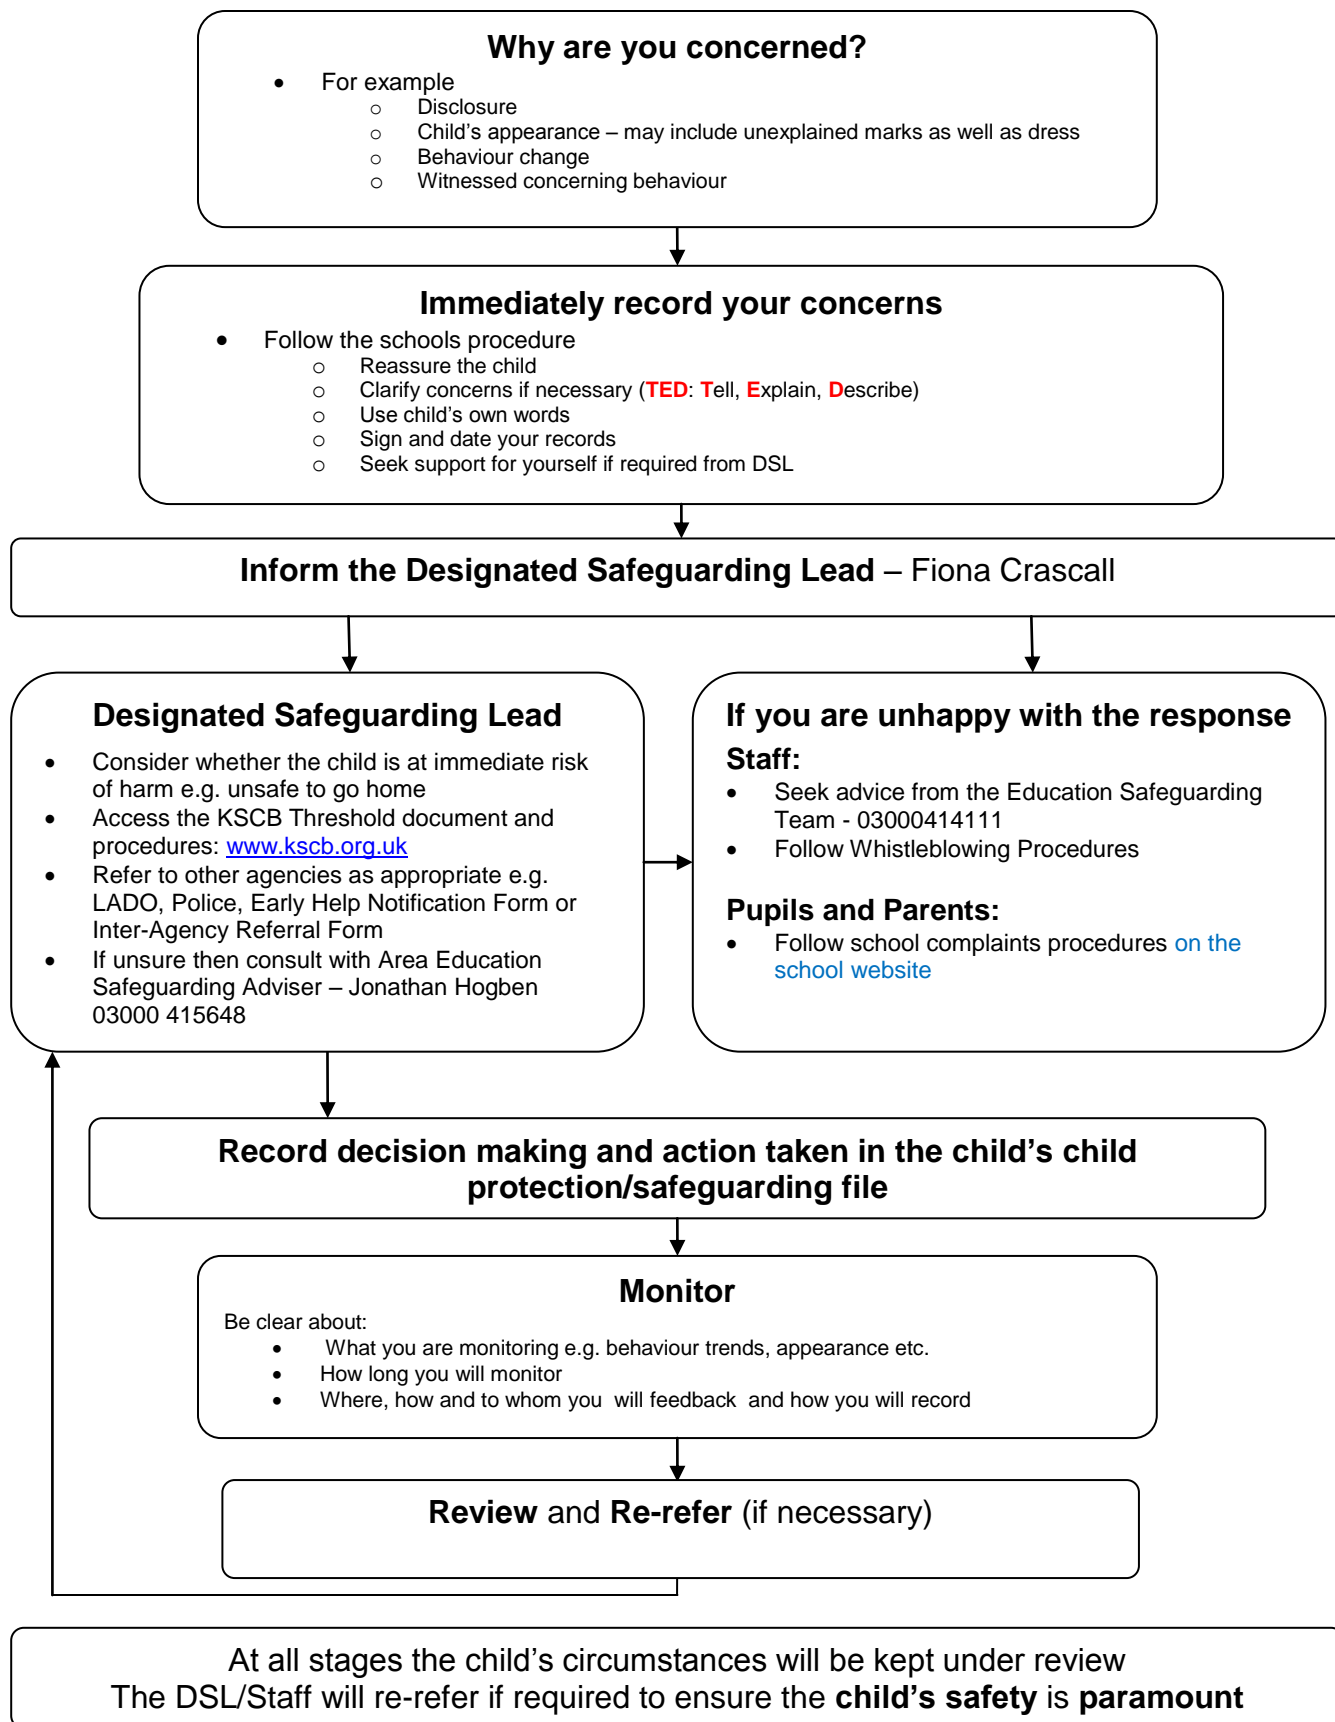 Why are you concerned?
• For example
o Disclosure
o Child's appearance – may include unexplained marks as well as dress
o Behaviour change
o Witnessed concerning behaviour
Immediately record your concerns
• Follow the schools procedure
o Reassure the child
o Clarify concerns if necessary (TED: Tell, Explain, Describe)
o Use child's own words
o Sign and date your records
o Seek support for yourself if required from DSL
Inform the Designated Safeguarding Lead – Fiona Crascall
Designated Safeguarding Lead
• Consider whether the child is at immediate risk
of harm e.g. unsafe to go home
• Access the KSCB Threshold document and
procedures: www.kscb.org.uk
• Refer to other agencies as appropriate e.g.
LADO, Police, Early Help Notification Form or
Inter-Agency Referral Form
• If unsure then consult with Area Education
Safeguarding Adviser – Jonathan Hogben
03000 415648
If you are unhappy with the response
Staff:
• Seek advice from the Education Safeguarding
Team - 03000414111
• Follow Whistleblowing Procedures
Pupils and Parents:
• Follow school complaints procedures on the
school website
Record decision making and action taken in the child's child
protection/safeguarding file
Monitor
Be clear about:
• What you are monitoring e.g. behaviour trends, appearance etc.
• How long you will monitor
• Where, how and to whom you will feedback and how you will record
Review and Re-refer (if necessary)
At all stages the child's circumstances will be kept under review
The DSL/Staff will re-refer if required to ensure the child's safety is paramount